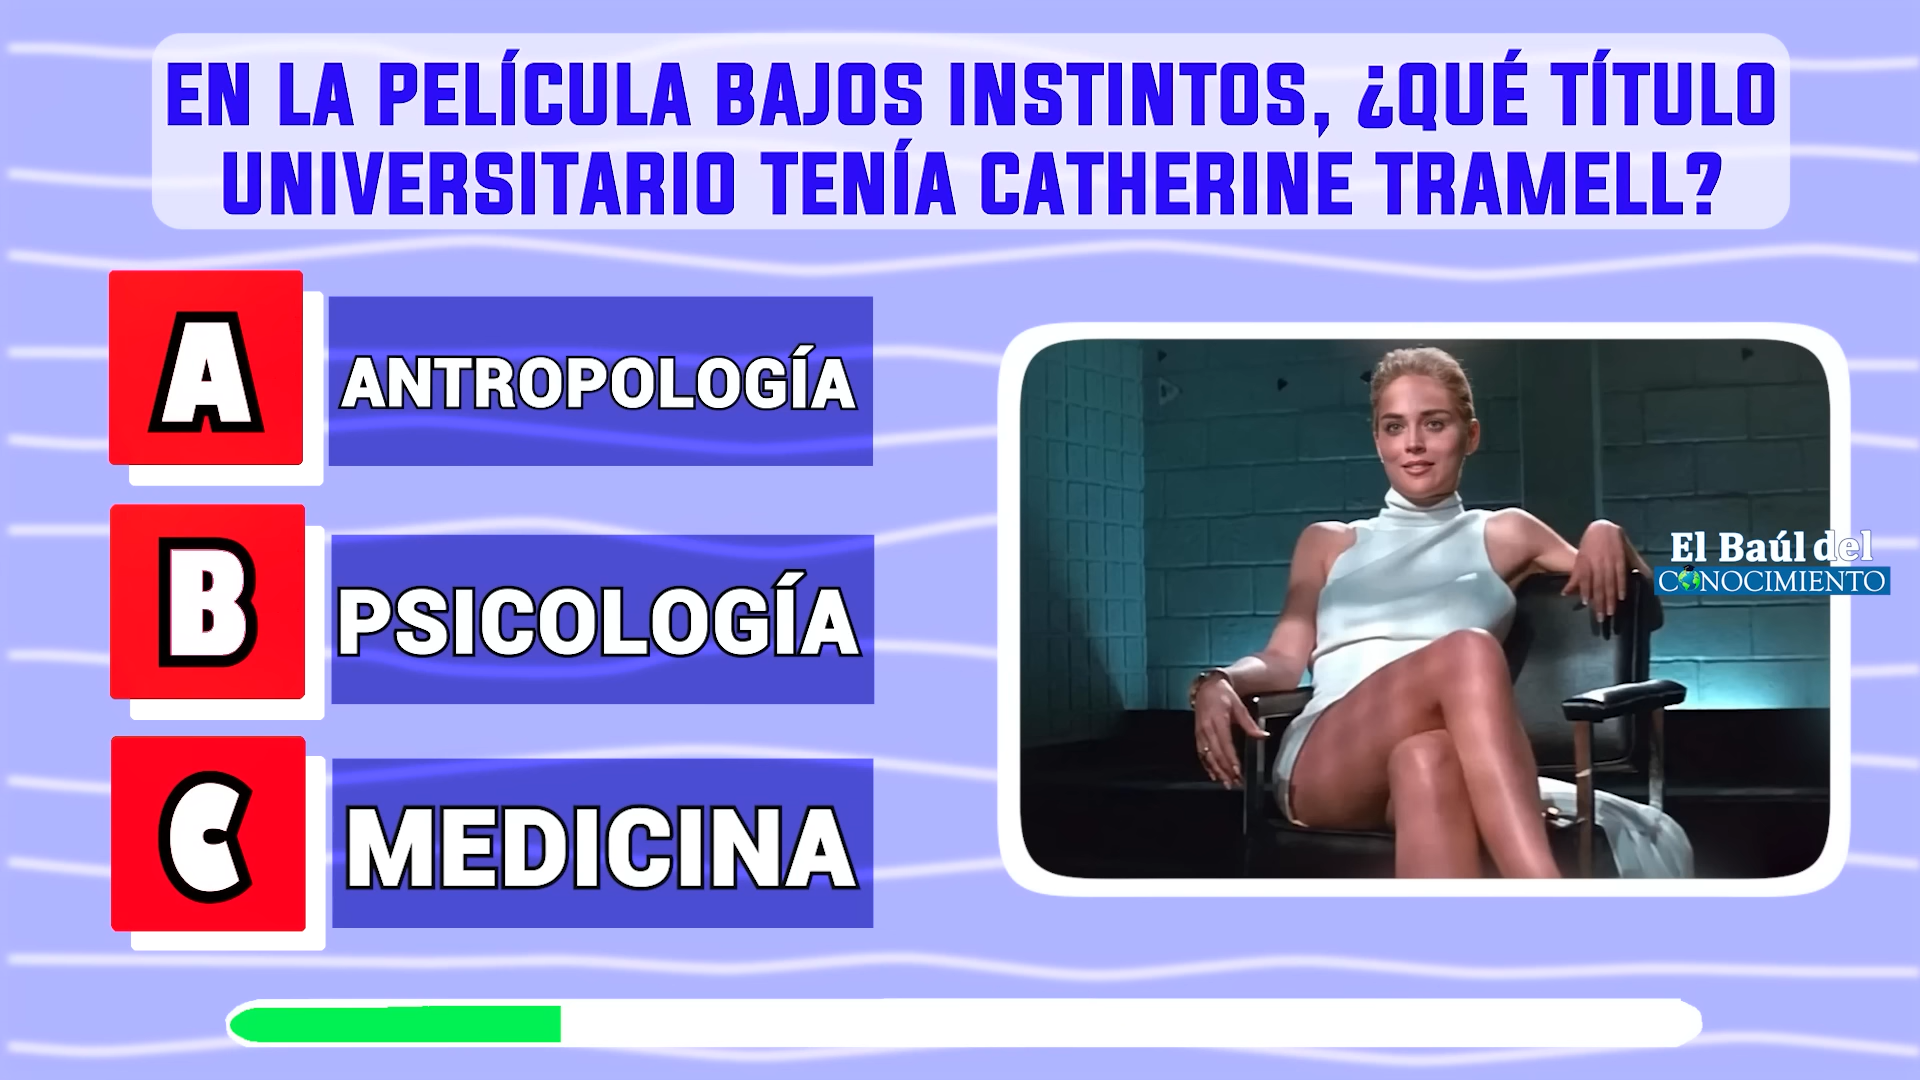 EN LA PELÍCULA BAJOS INSTINTOS, ¿QUÉ TÍTULO
UNIVERSITARIO TENÍA CATHERINE TRAMELL?
A ANTROPOLOGÍA
B PSICOLOGÍA
C MEDICINA
El Baúl del
CONOCIMIENTO